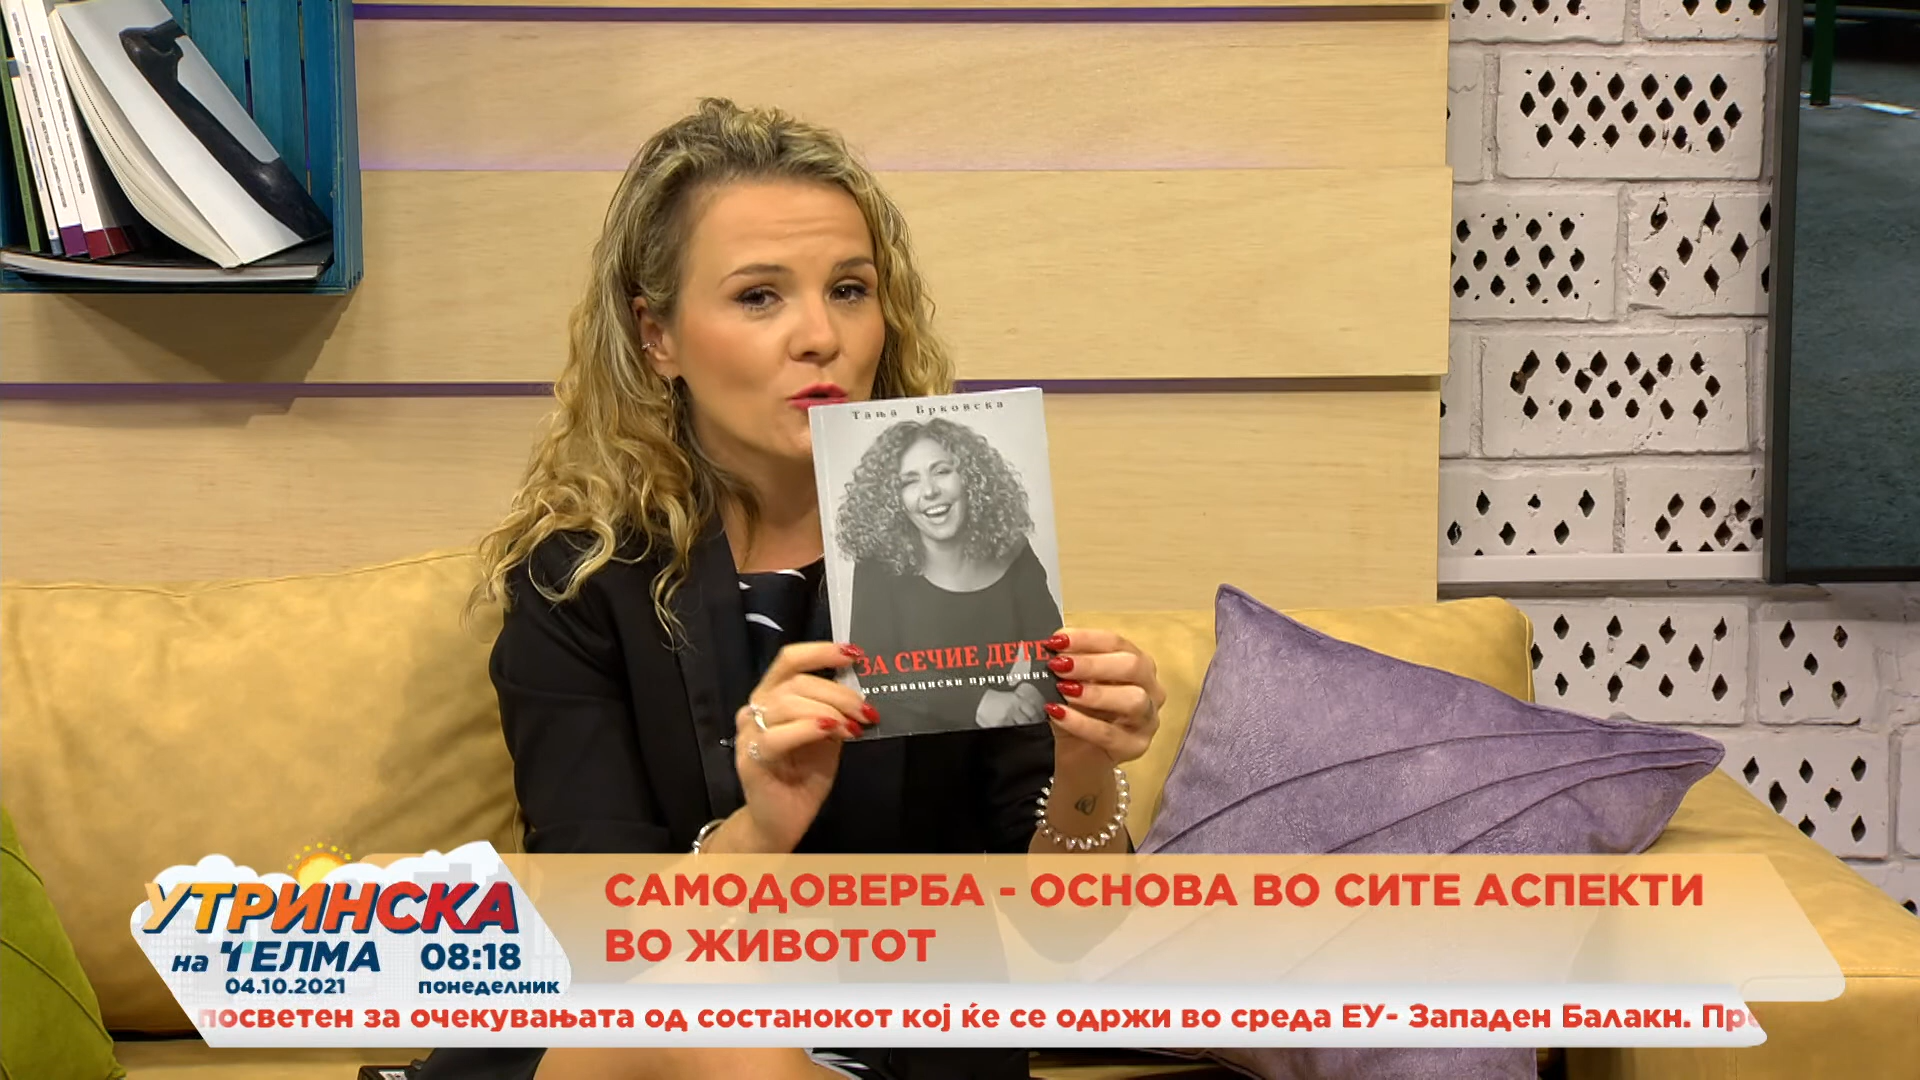 Тања Брковска
ЗА СЕЧИЕ ДЕТЕ
мотивациски прирачник
УТРИНСКА
на ТЕЛМА
08:18
04.10.2021
понеделник
САМОДОВЕРБА - ОСНОВА ВО СИТЕ АСПЕКТИ
ВО ЖИВОТОТ
посветен за очекувањата од состанокот кој ќе се одржи во среда ЕУ- Западен Балакн.